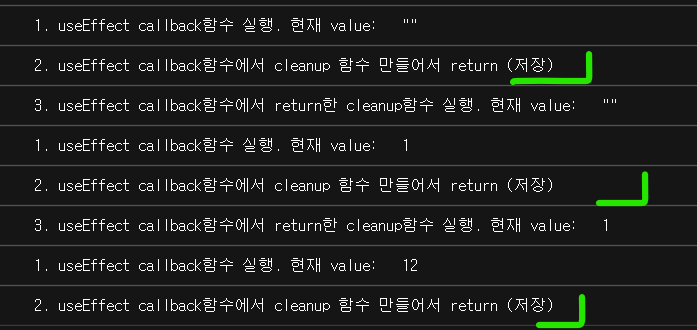 1. useEffect callback함수 실행. 현재 value:  ""
2. useEffect callback함수에서 cleanup 함수 만들어서 return (저장)
3. useEffect callback함수에서 return한 cleanup함수 실행. 현재 value:  ""
1. useEffect callback함수 실행. 현재 value:  1
2. useEffect callback함수에서 cleanup 함수 만들어서 return (저장)
3. useEffect callback함수에서 return한 cleanup함수 실행. 현재 value:  1
1. useEffect callback함수 실행. 현재 value:  12
2. useEffect callback함수에서 cleanup 함수 만들어서 return (저장)